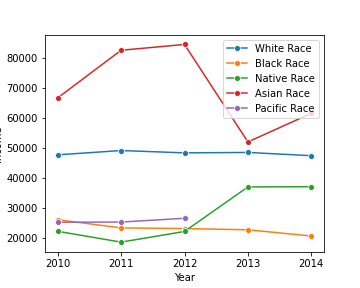 White Race
Black Race
Native Race
Asian Race
Pacific Race
80000
70000
60000
50000
40000
30000
20000
2010
2011
2012
2013
2014
Year